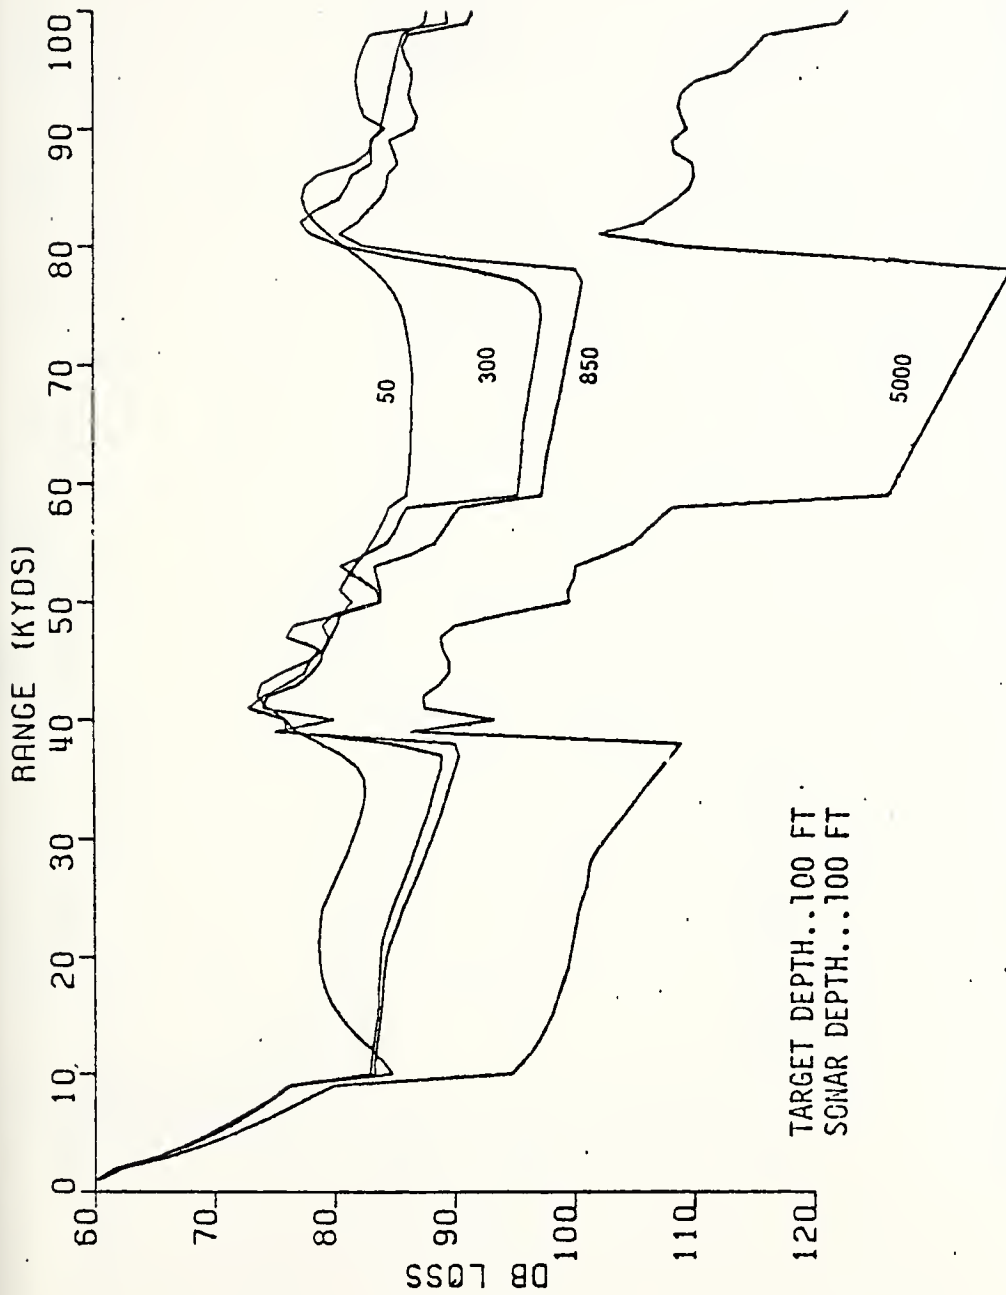 RANGE (KYDS)
0 10 20 30 40 50 60 70 80 90 100
DB LOSS
60 70 80 90 100 110 120
50
300
850
5000
TARGET DEPTH..100 FT
SONAR DEPTH...100 FT